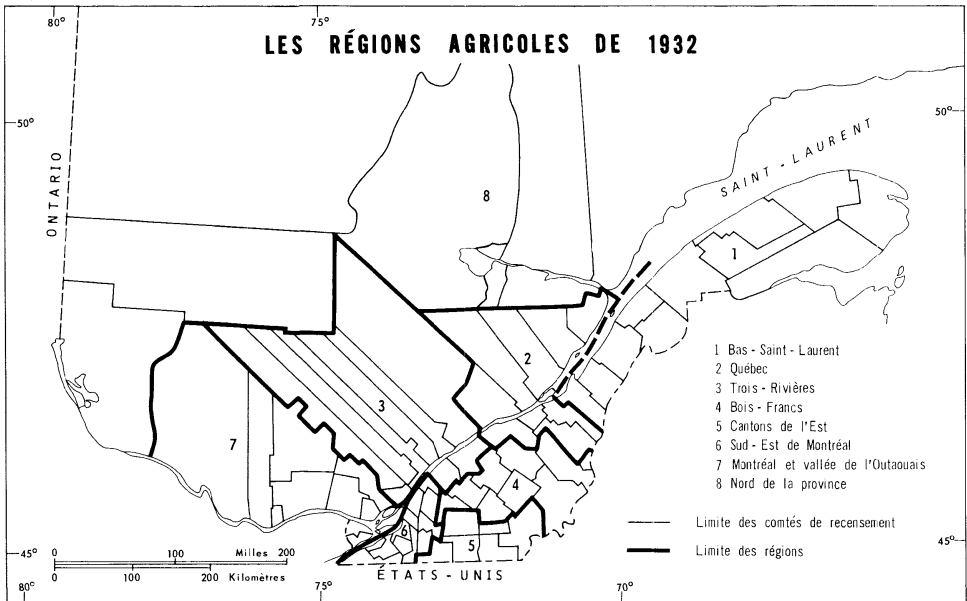 80° 75°
LES RÉGIONS AGRICOLES DE 1932
50° 50°
ONTARIO
SAINT-LAURENT
8
1
2
3
7
4
6
5
1 Bas-Saint-Laurent
2 Québec
3 Trois-Rivières
4 Bois-Francs
5 Cantons de l'Est
6 Sud-Est de Montréal
7 Montréal et vallée de l'Outaouais
8 Nord de la province
Limite des comtés de recensement
Limite des régions
45° 45°
0 100 Milles 200
0 100 200 Kilomètres
ÉTATS-UNIS
80° 75° 70°